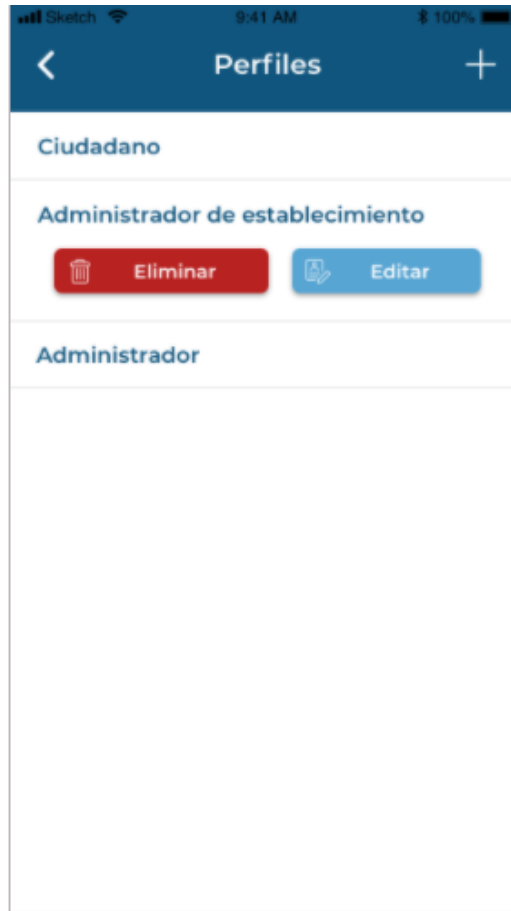 Sketch 9:41 AM 100%
Perfiles
Ciudadano
Administrador de establecimiento
Eliminar Editar
Administrador